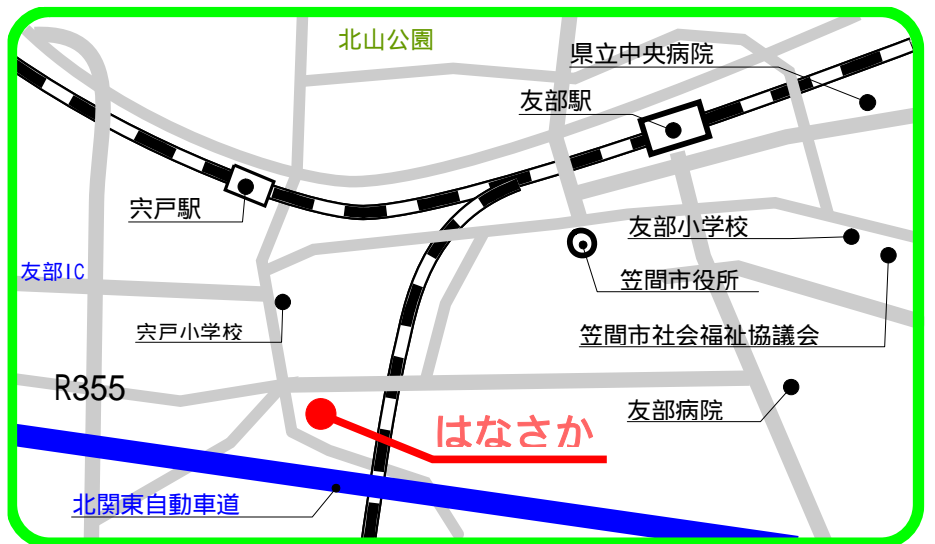 北山公園
県立中央病院
友部駅
宍戸駅
友部小学校
友部IC
笠間市役所
宍戸小学校
笠間市社会福祉協議会
R355
友部病院
はなさか
北関東自動車道